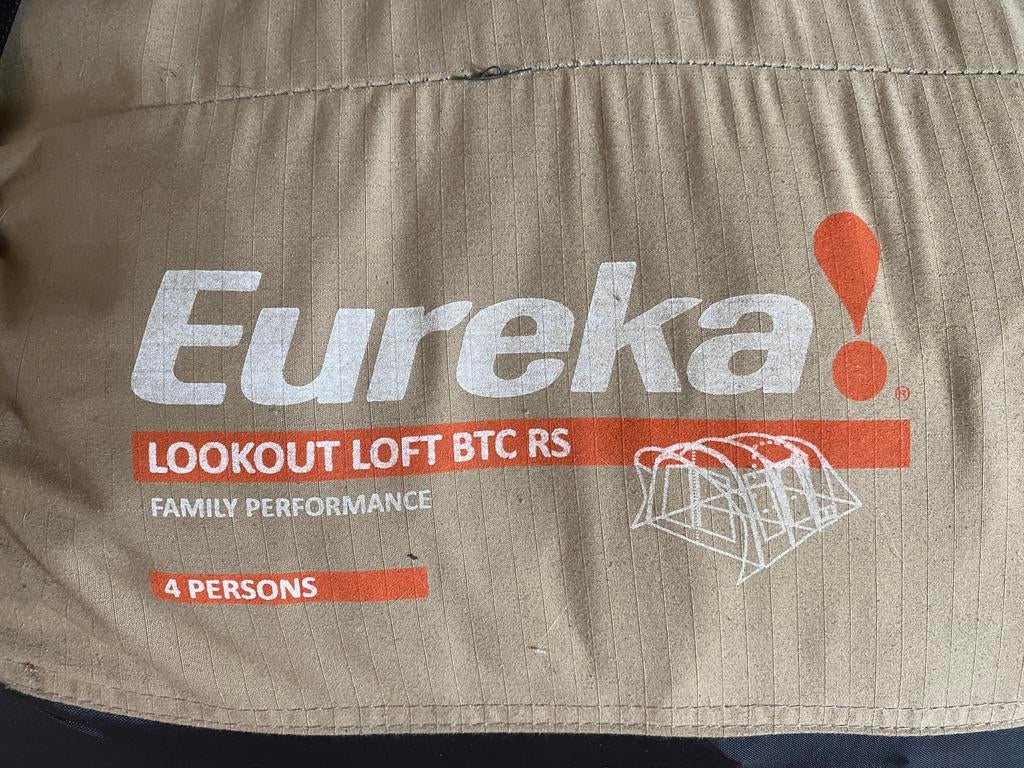 Eureka!®
LOOKOUT LOFT BTC RS
FAMILY PERFORMANCE
4 PERSONS